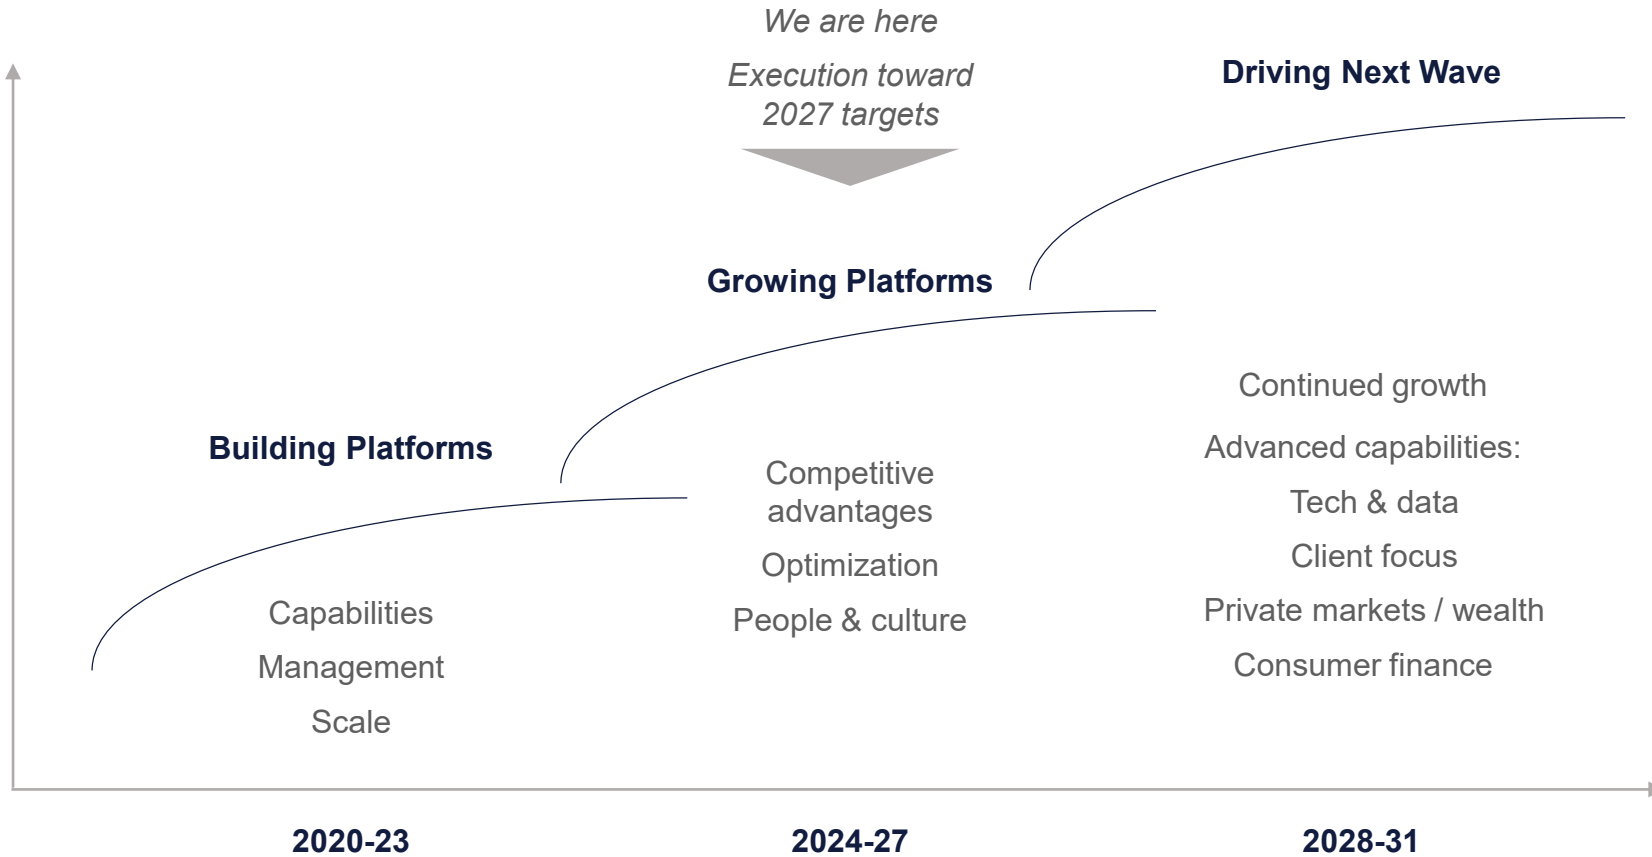 We are here
Execution toward
2027 targets
Driving Next Wave
Growing Platforms
Building Platforms
Capabilities
Management
Scale
Competitive
advantages
Optimization
People & culture
Continued growth
Advanced capabilities:
Tech & data
Client focus
Private markets / wealth
Consumer finance
2020-23
2024-27
2028-31